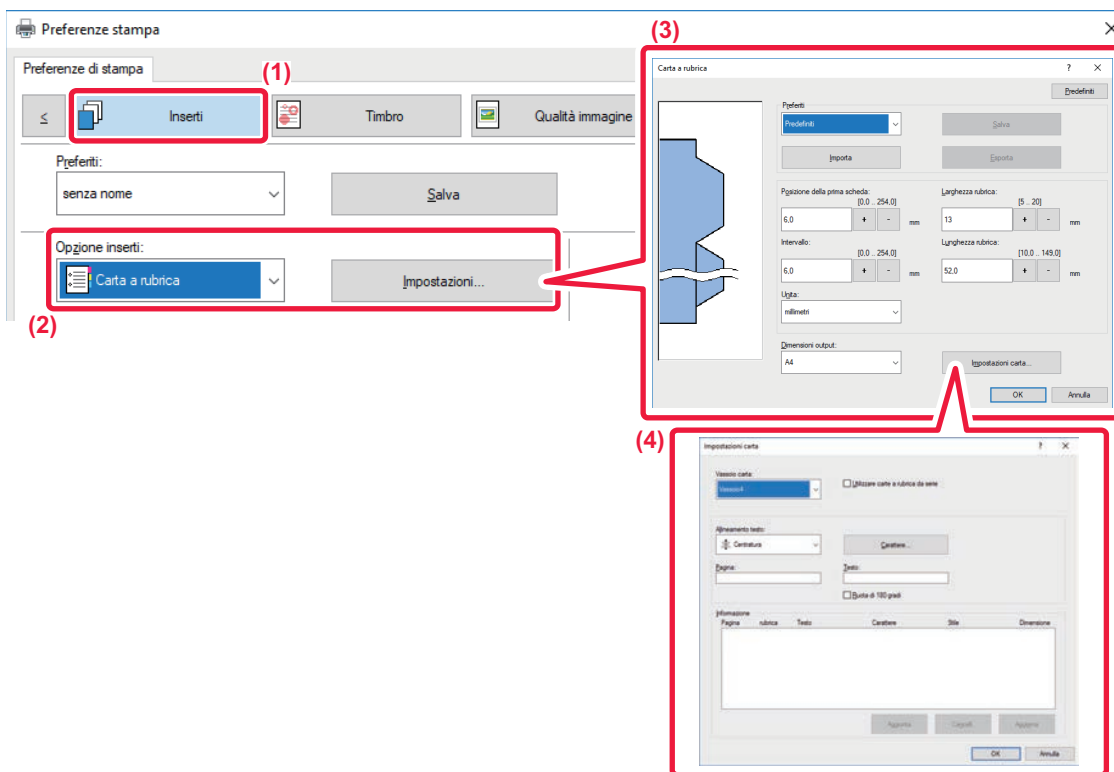 Preferenze stampa
Preferenze di stampa
(1)
≤ Inserti Timbro Qualità immagine
Preferiti:
senza nome Salva
Opzione inserti:
Carta a rubrica Impostazioni...
(2)
(3)
Carta a rubrica ?
Predefiniti
Preferiti
Predefiniti Salva
Importa Esporta
Posizione della prima scheda: Larghezza rubrica:
[0.0 .. 254.0] [5 .. 20]
6,0 + - mm 13 + - mm
Intervallo: Lunghezza rubrica:
[0.0 .. 254.0] [10.0 .. 149.0]
6,0 + - mm 52,0 + - mm
Unita:
millimetri
Dimensioni output:
A4 Impostazioni carta...
OK Annulla
(4)
Impostazioni carta ?
Vassoio carta:
Vassoio4 Utilizzare carte a rubrica da serie
Allineamento testo:
Centratura Carattere...
Pagina: Testo:
Ruota di 180 gradi
Informazione
Pagina rubrica Testo Carattere Stile Dimensione
OK Annulla